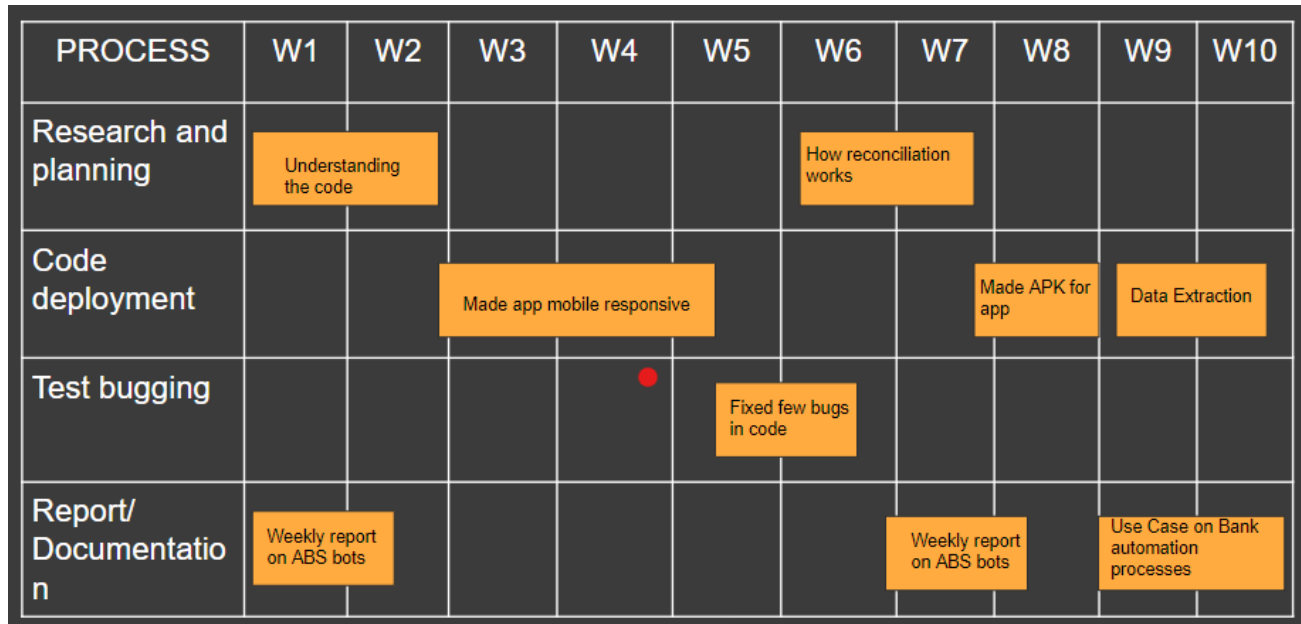 PROCESS W1 W2 W3 W4 W5 W6 W7 W8 W9 W10
Research and
planning
Understanding
the code
How reconciliation
works
Code
deployment
Made app mobile responsive
Made APK for
app
Data Extraction
Test bugging
Fixed few bugs
in code
Report/
Documentatio
n
Weekly report
on ABS bots
Weekly report
on ABS bots
Use Case on Bank
automation
processes